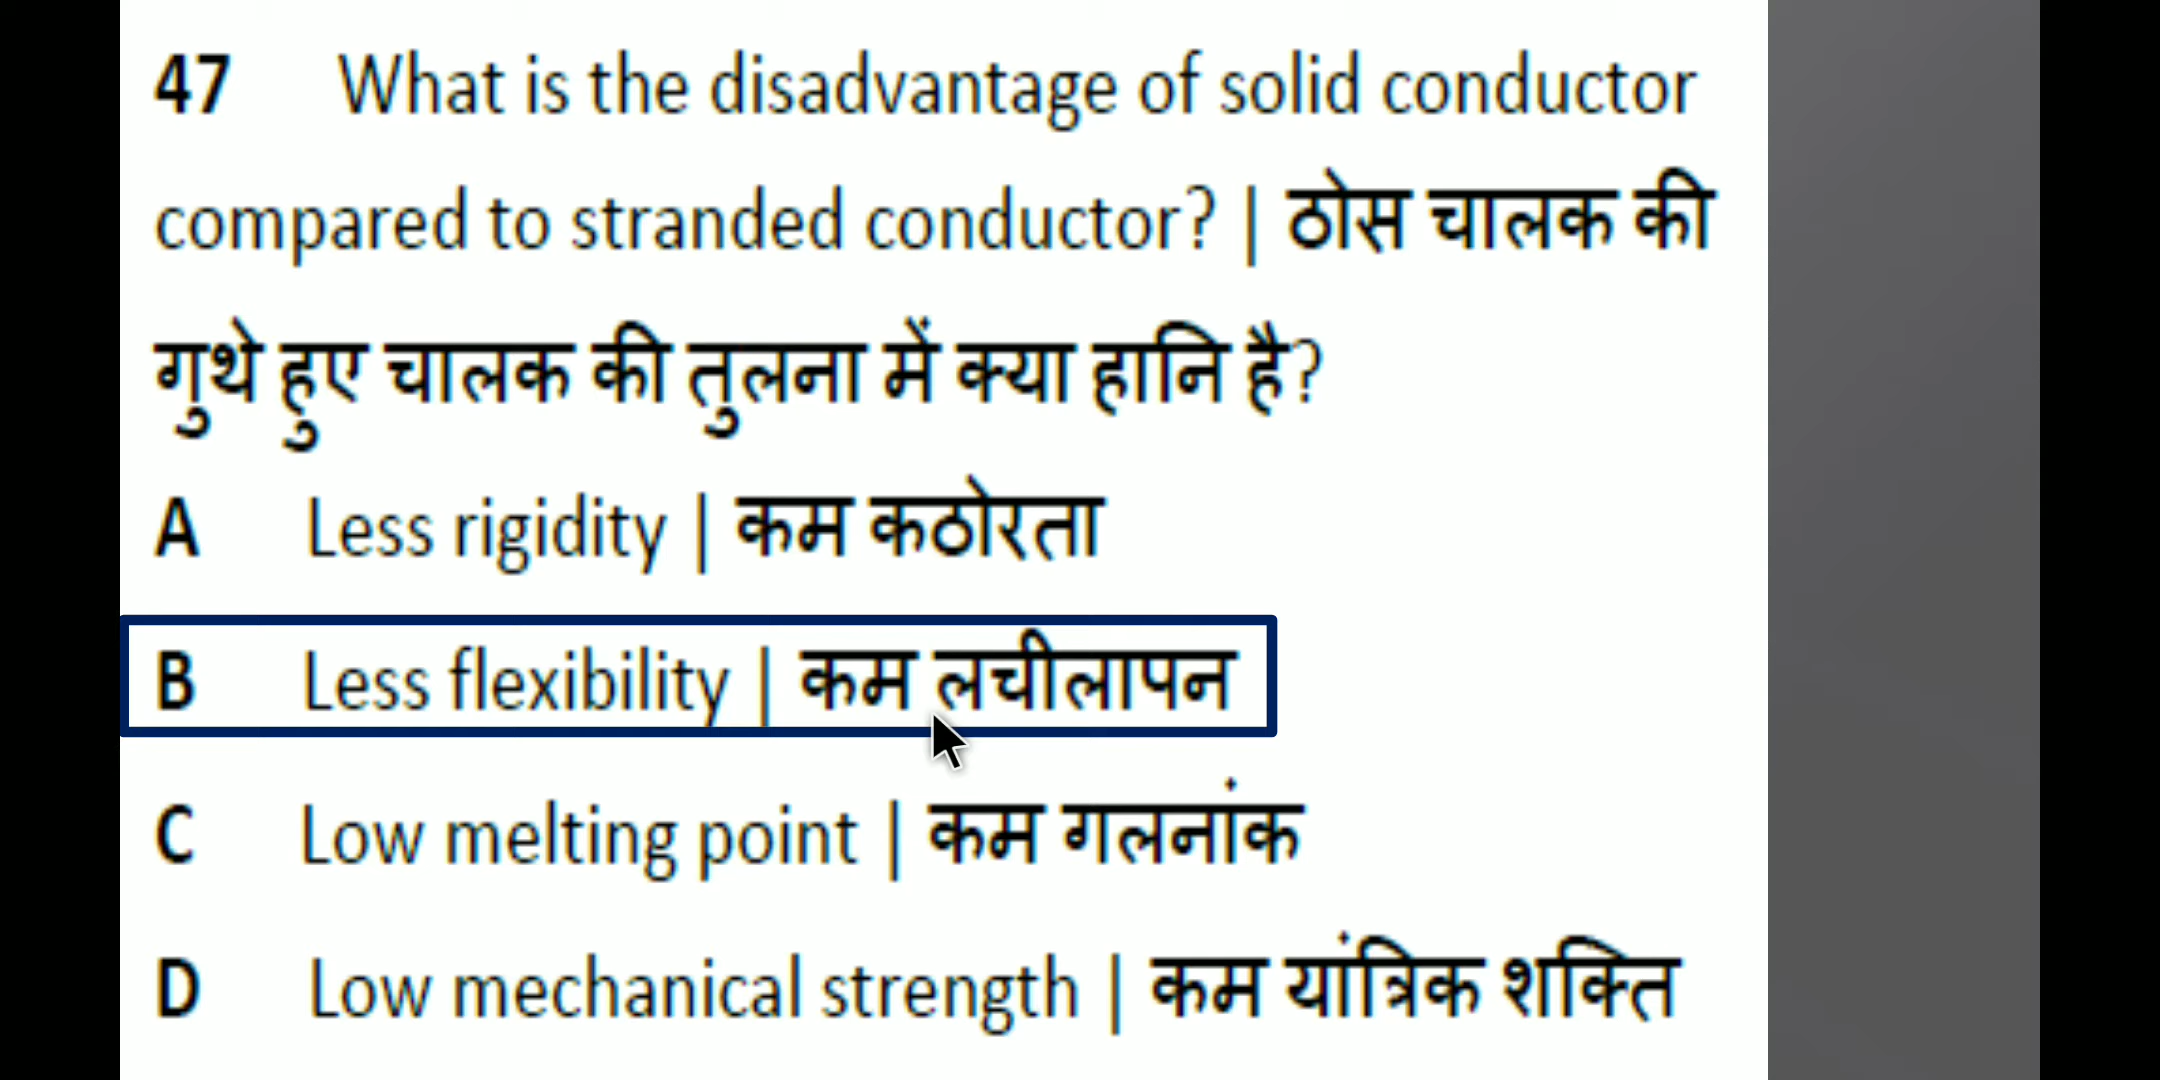 47 What is the disadvantage of solid conductor
compared to stranded conductor? | ठोस चालक की
गुथे हुए चालक की तुलना में क्या हानि है?
A Less rigidity | कम कठोरता
B Less flexibility | कम लचीलापन
C Low melting point | कम गलनांक
D Low mechanical strength | कम यांत्रिक शक्ति